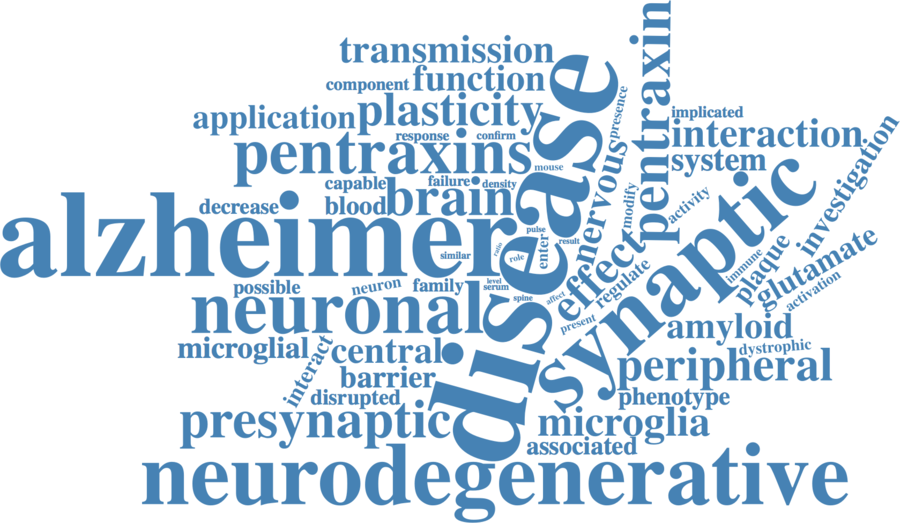 transmission
component
function
application
plasticity
presence
pentraxin
implicated
response
confirm
interaction
pentraxins
mouse
nervous
system
investigation
capable
failure
density
disease
synaptic
decrease
blood
brain
modify
activity
alzheimer
pulse
similar
ratio
role
enter
result
effect
immune
plaque
glutamate
possible
neuron
family
level
serum
spine
affect
regulate
activation
neuronal
present
amyloid
microglial
interact
central
dystrophic
barrier
peripheral
disrupted
phenotype
presynaptic
microglia
associated
neurodegenerative